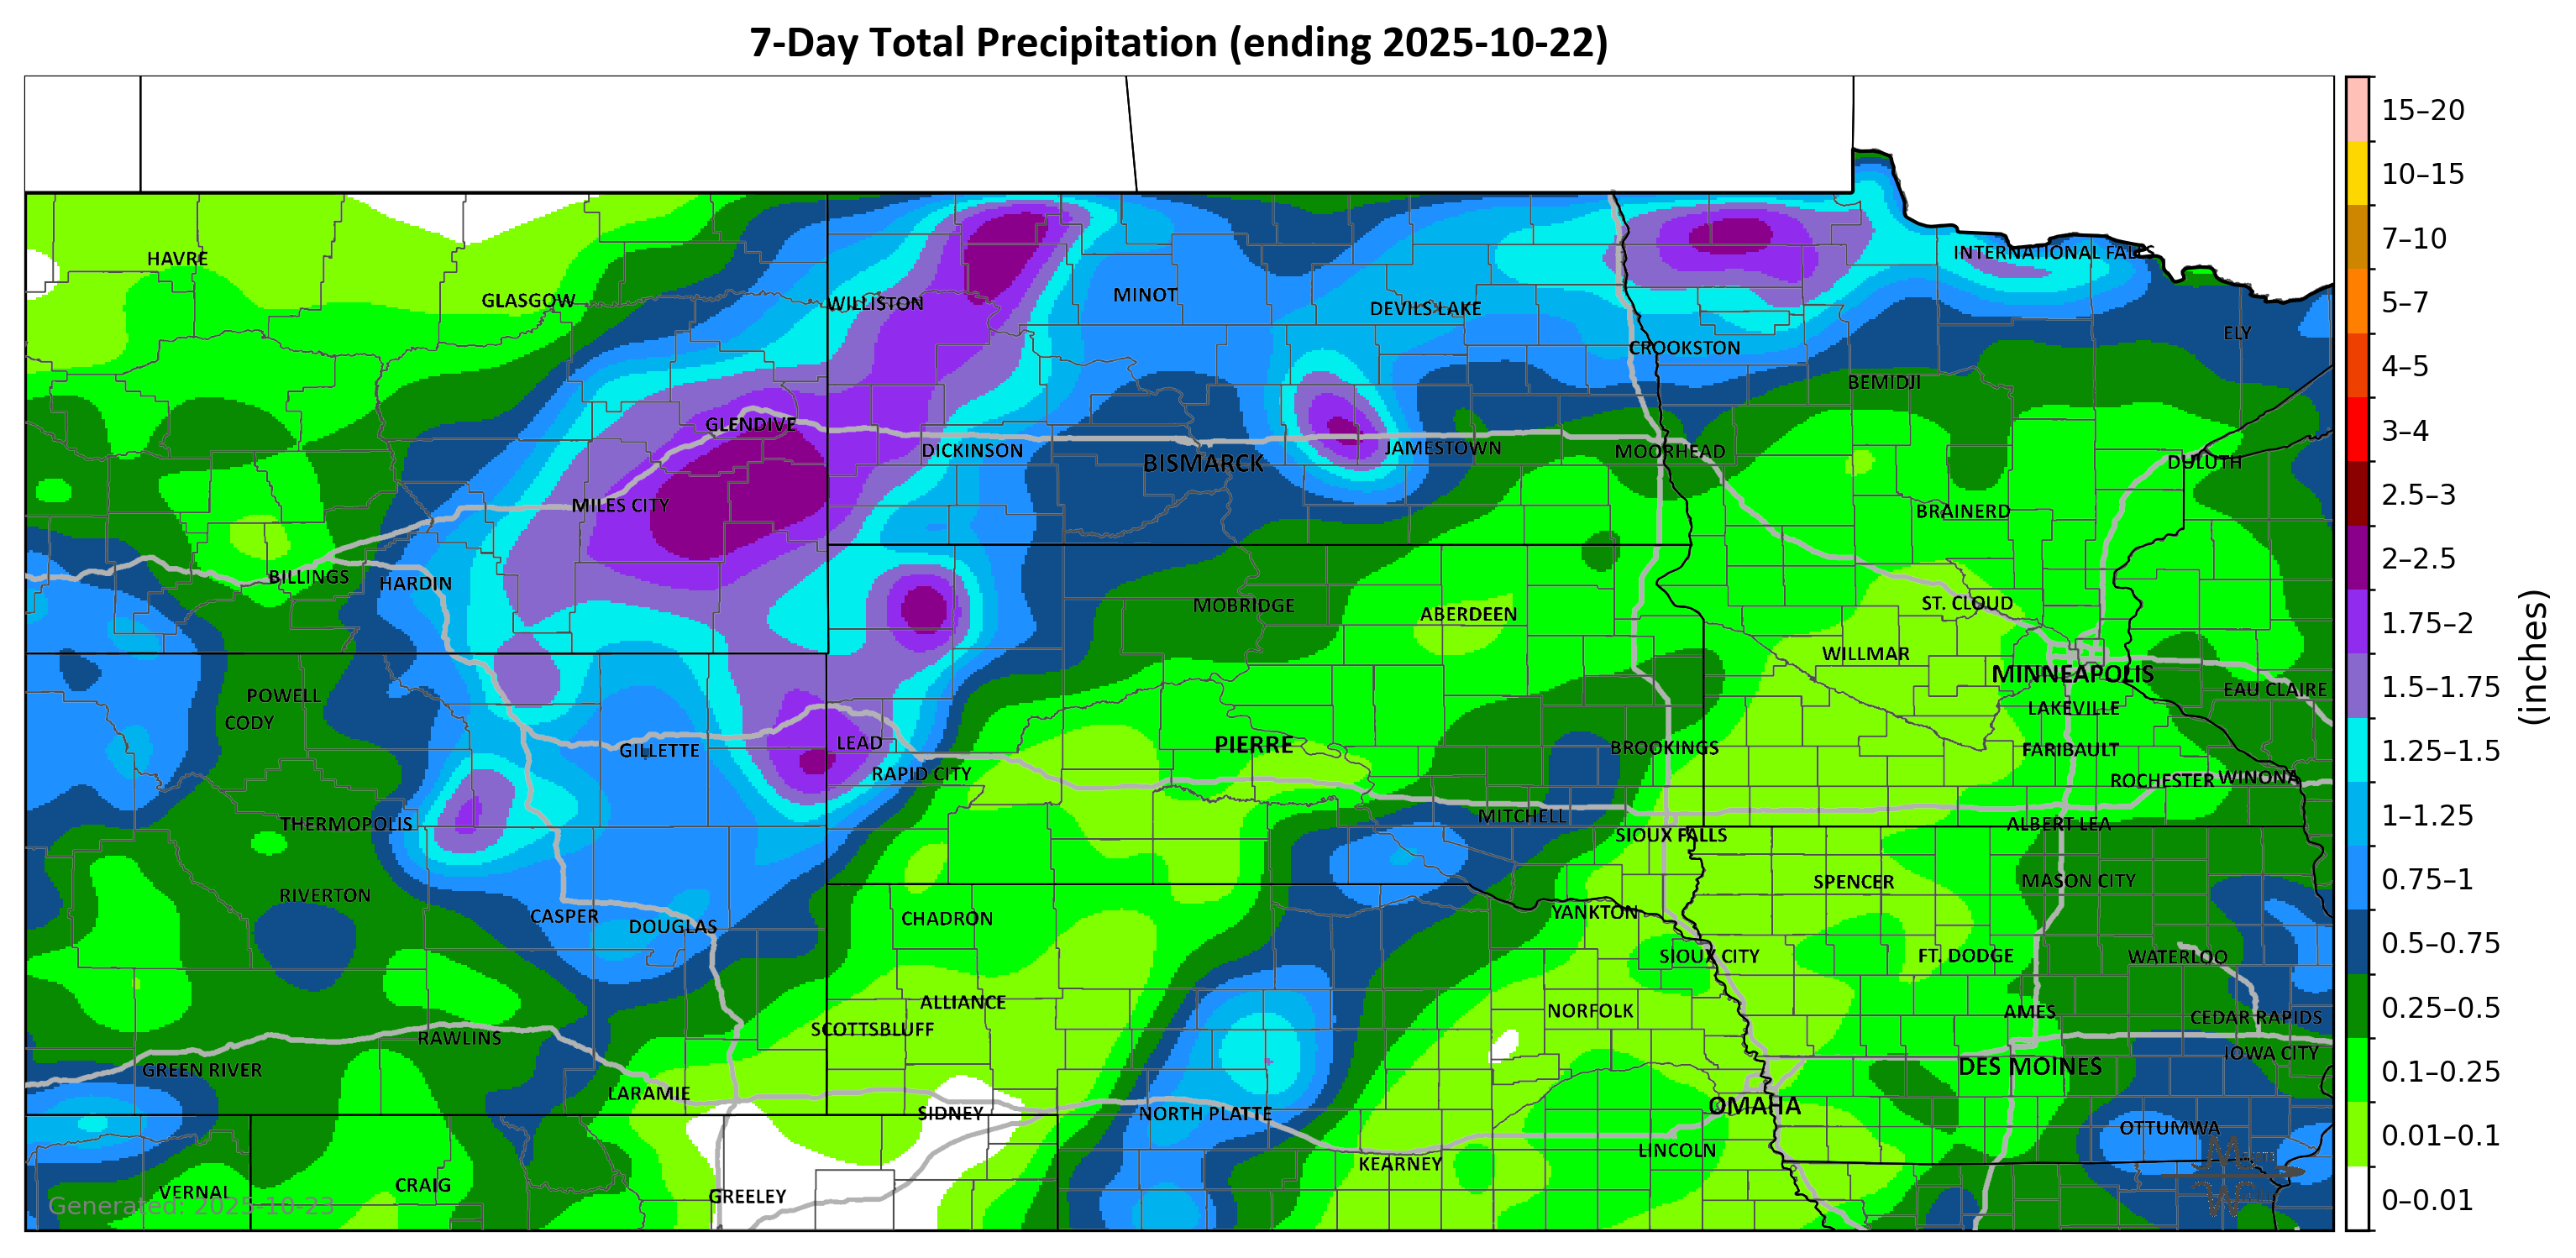 7-Day Total Precipitation (ending 2025-10-22)
15–20
10–15
7–10
5–7
4–5
3–4
2.5–3
2–2.5
1.75–2
1.5–1.75
1.25–1.5
1–1.25
0.75–1
0.5–0.75
0.25–0.5
0.1–0.25
0.01–0.1
0–0.01
(inches)
HAVRE
GLASGOW
WILLISTON
MINOT
DEVILS LAKE
INTERNATIONAL FALLS
ELY
CROOKSTON
BEMIDJI
GLENDIVE
DICKINSON
BISMARCK
JAMESTOWN
MOORHEAD
DULUTH
MILES CITY
BRAINERD
BILLINGS
HARDIN
MOBRIDGE
ABERDEEN
ST. CLOUD
WILLMAR
MINNEAPOLIS
EAU CLAIRE
POWELL
CODY
LAKEVILLE
GILLETTE
LEAD
PIERRE
BROOKINGS
FARIBAULT
RAPID CITY
ROCHESTER
WINONA
THERMOPOLIS
MITCHELL
SIOUX FALLS
ALBERT LEA
RIVERTON
SPENCER
MASON CITY
CASPER
DOUGLAS
CHADRON
YANKTON
SIOUX CITY
FT. DODGE
WATERLOO
ALLIANCE
NORFOLK
AMES
CEDAR RAPIDS
SCOTTSBLUFF
RAWLINS
IOWA CITY
GREEN RIVER
DES MOINES
LARAMIE
SIDNEY
NORTH PLATTE
OMAHA
OTTUMWA
KEARNEY
LINCOLN
VERNAL
CRAIG
GREELEY
Generated: 2025-10-23